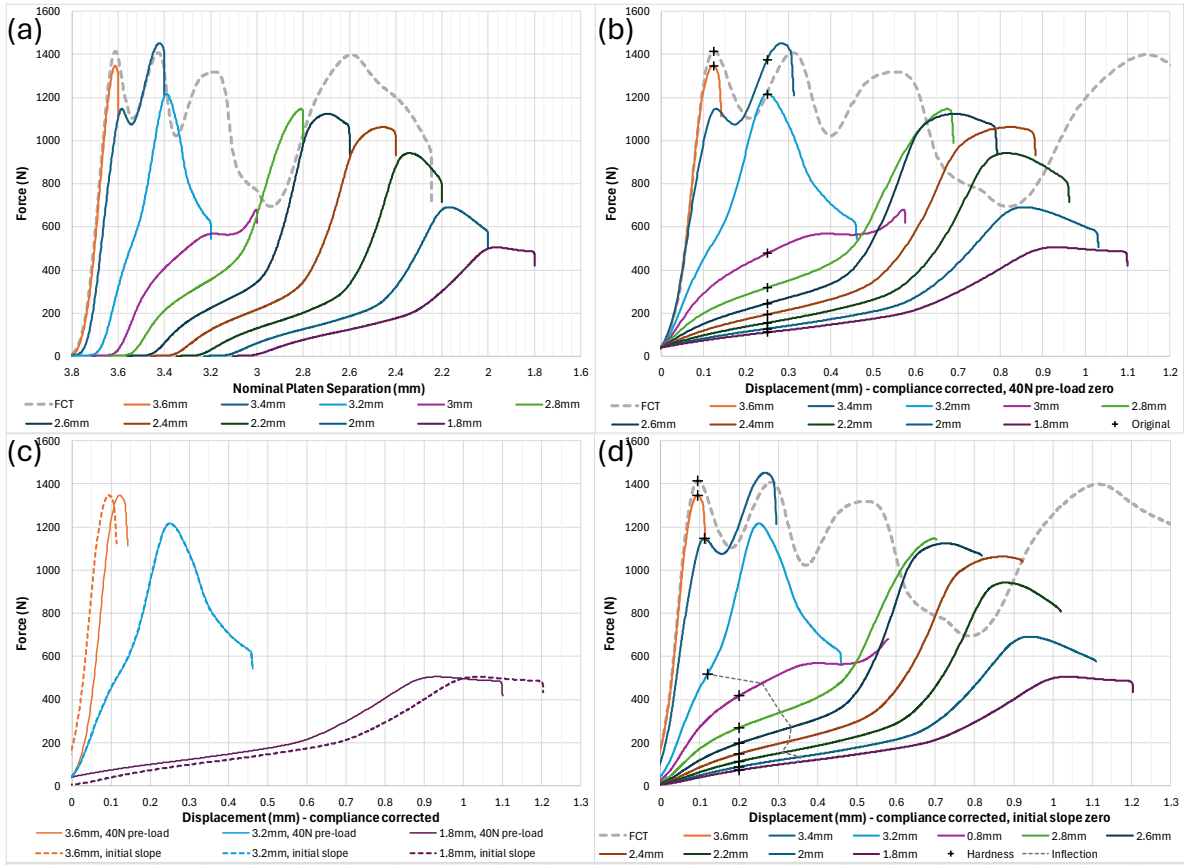 (a)
Force (N)
1600
1400
1200
1000
800
600
400
200
0
3.8 3.6 3.4 3.2 3 2.8 2.6 2.4 2.2 2 1.8 1.6
Nominal Platen Separation (mm)
FCT 3.6mm 3.4mm 3.2mm 3mm 2.8mm
2.6mm 2.4mm 2.2mm 2mm 1.8mm
(b)
Force (N)
1600
1400
1200
1000
800
600
400
200
0
0 0.1 0.2 0.3 0.4 0.5 0.6 0.7 0.8 0.9 1 1.1 1.2
Displacement (mm) - compliance corrected, 40N pre-load zero
FCT 3.6mm 3.4mm 3.2mm 3mm 2.8mm
2.6mm 2.4mm 2.2mm 2mm 1.8mm + Original
(c)
Force (N)
1600
1400
1200
1000
800
600
400
200
0
0 0.1 0.2 0.3 0.4 0.5 0.6 0.7 0.8 0.9 1 1.1 1.2 1.3
Displacement (mm) - compliance corrected
3.6mm, 40N pre-load 3.2mm, 40N pre-load 1.8mm, 40N pre-load
3.6mm, initial slope 3.2mm, initial slope 1.8mm, initial slope
(d)
Force (N)
1600
1400
1200
1000
800
600
400
200
0
0 0.1 0.2 0.3 0.4 0.5 0.6 0.7 0.8 0.9 1 1.1 1.2 1.3
Displacement (mm) - compliance corrected, initial slope zero
FCT 3.6mm 3.4mm 3.2mm 0.8mm 2.8mm 2.6mm
2.4mm 2.2mm 2mm 1.8mm + Hardness Inflection